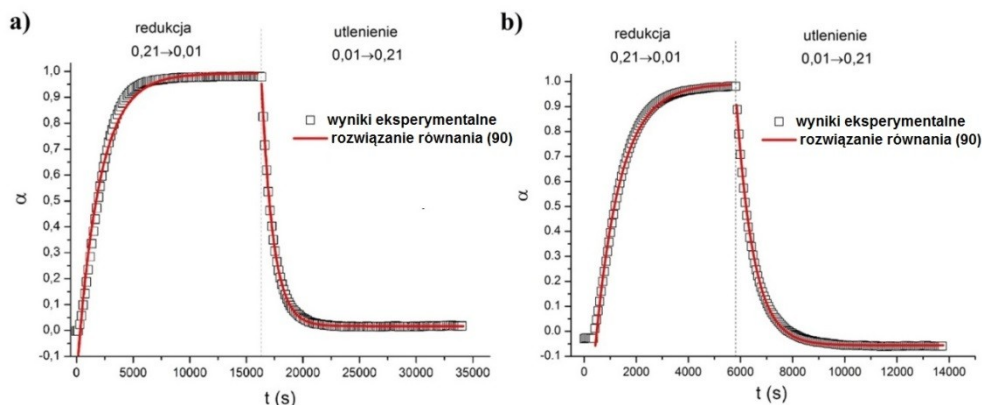 a)
redukcja
0,21→0,01
utlenienie
0,01→0,21
1,0
0,9
0,8
0,7
0,6
0,5
0,4
0,3
0,2
0,1
0,0
-0,1
α
wyniki eksperymentalne
rozwiązanie równania (90)
0 5000 10000 15000 20000 25000 30000 35000
t (s)
b)
redukcja
0,21→0,01
utlenienie
0,01→0,21
1.0
0.9
0.8
0.7
0.6
0.5
0.4
0.3
0.2
0.1
0.0
-0.1
α
wyniki eksperymentalne
rozwiązanie równania (90)
0 2000 4000 6000 8000 10000 12000 14000
t (s)